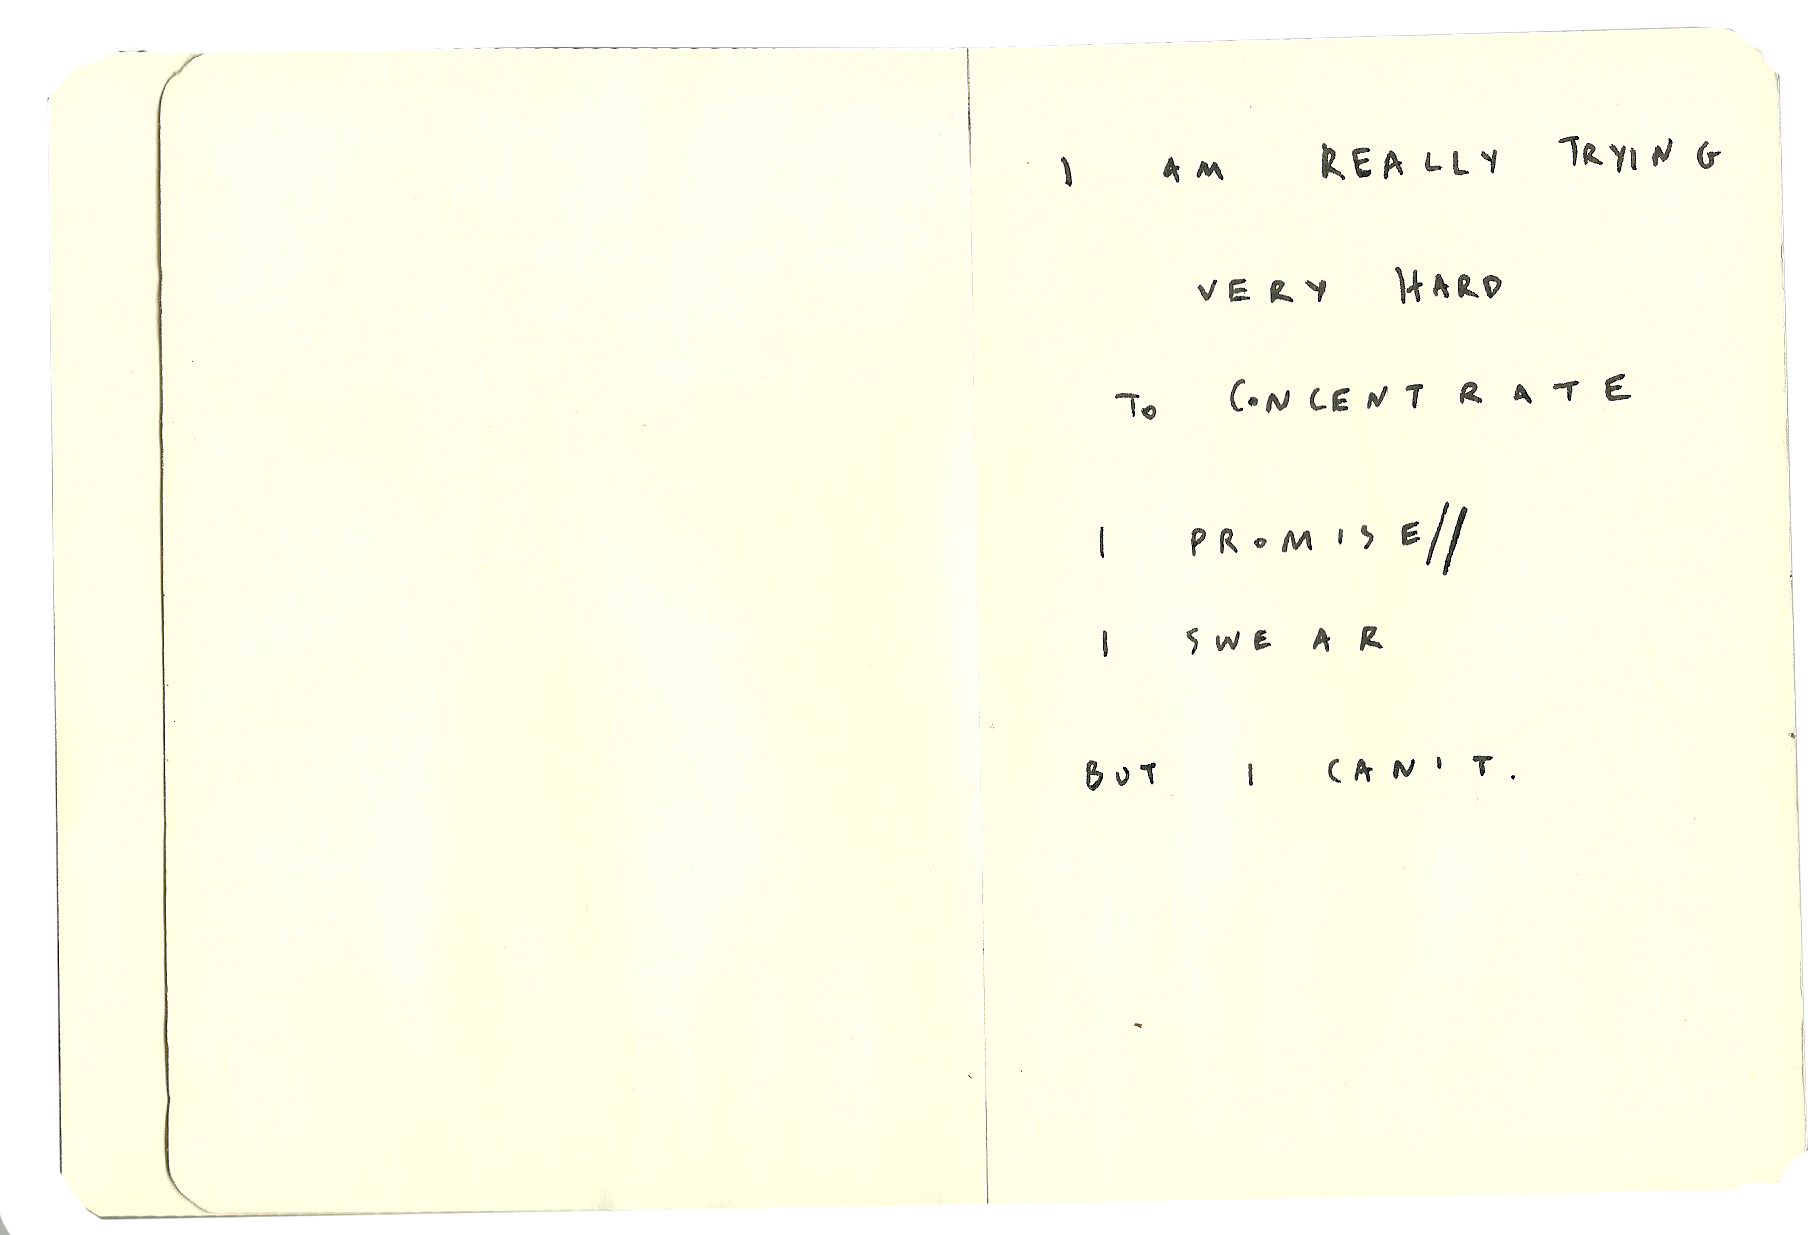 I AM REALLY TRYING
VERY HARD
TO CONCENTRATE
I PROMISE//
I SWEAR
BUT I CAN'T.